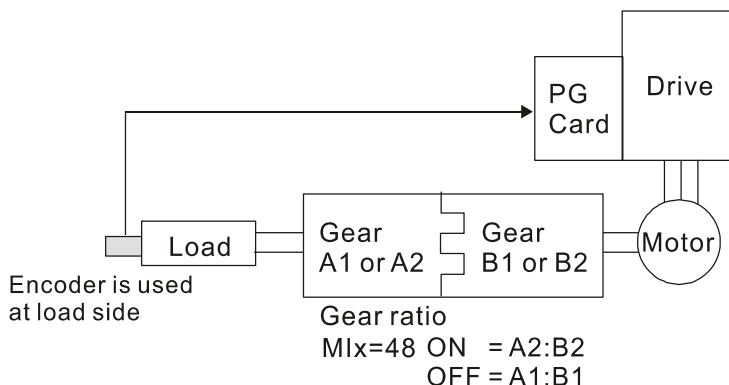 Drive
PG
Card
Load
Gear
A1 or A2
Gear
B1 or B2
Motor
Encoder is used
at load side
Gear ratio
MIx=48 ON = A2:B2
OFF = A1:B1